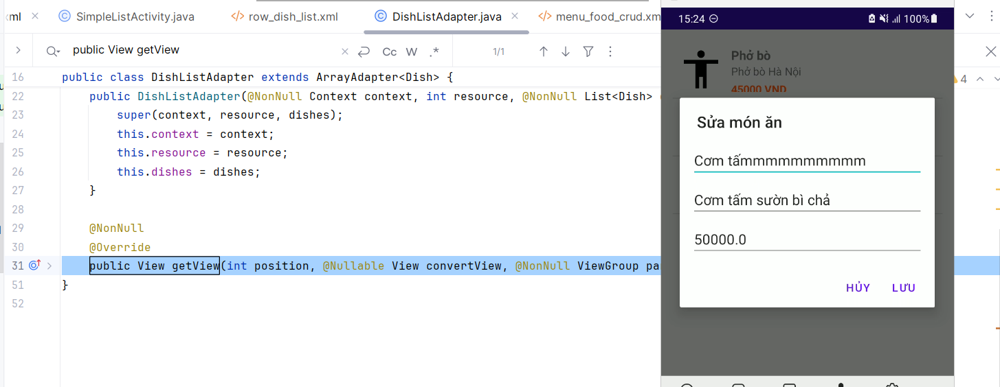 xml SimpleListActivity.java row_dish_list.xml DishListAdapter.java menu_food_crud.xm
public View getView Cc W .* 1/1
4
16 public class DishListAdapter extends ArrayAdapter<Dish> {
22 public DishListAdapter(@NonNull Context context, int resource, @NonNull List<Dish>
23 super(context, resource, dishes);
24 this.context = context;
25 this.resource = resource;
26 this.dishes = dishes;
27 }
28
29 @NonNull
30 @Override
31 public View getView(int position, @Nullable View convertView, @NonNull ViewGroup pa
51 }
52
15:24 100%
Phở bò
Phở bò Hà Nội
45000 VND
Sửa món ăn
Cơm tấmmmmmmmmmm
Cơm tấm sườn bì chả
50000.0
HỦY LƯU